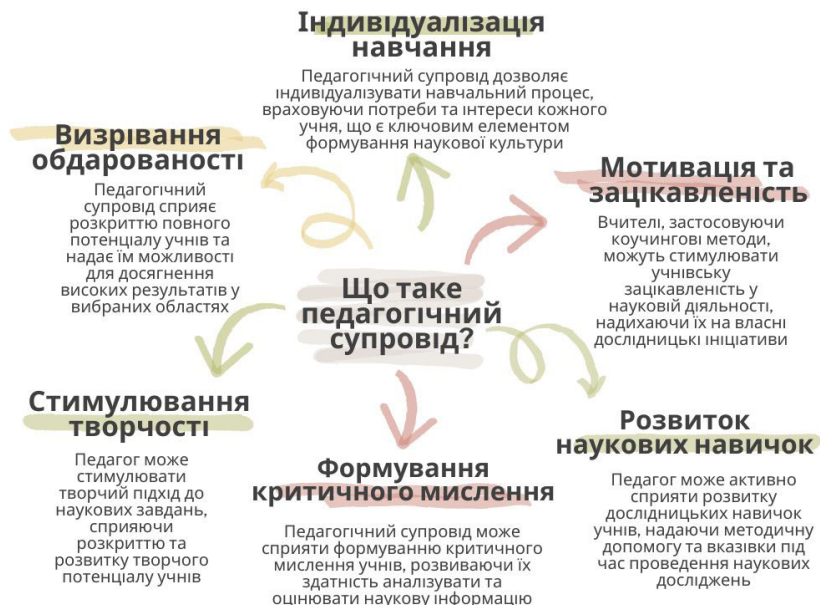 Індивідуалізація
навчання
Педагогічний супровід дозволяє
індивідуалізувати навчальний процес,
враховуючи потреби та інтереси кожного
учня, що є ключовим елементом
формування наукової культури
Визрівання
обдарованості
Педагогічний
супровід сприяє
розкриттю повного
потенціалу учнів та
надає їм можливості
для досягнення
високих результатів у
вибраних областях
Мотивація та
зацікавленість
Вчителі, застосовуючи
коучингові методи,
можуть стимулювати
учнівську
зацікавленість у
науковій діяльності,
надихаючи їх на власні
дослідницькі ініціативи
Що таке
педагогічний
супровід?
Стимулювання
творчості
Педагог може
стимулювати
творчий підхід до
наукових завдань,
сприяючи
розкриттю та
розвитку творчого
потенціалу учнів
Формування
критичного мислення
Педагогічний супровід може
сприяти формуванню критичного
мислення учнів, розвиваючи їх
здатність аналізувати та
оцінювати наукову інформацію
Розвиток
наукових навичок
Педагог може активно
сприяти розвитку
дослідницьких навичок
учнів, надаючи методичну
допомогу та вказівки під
час проведення наукових
досліджень